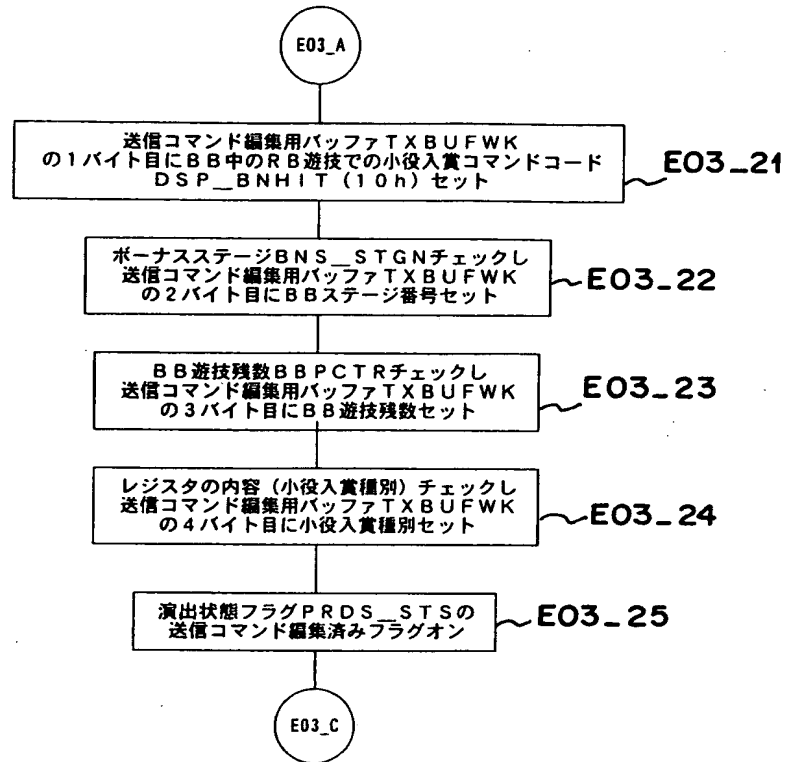 E03_A
送信コマンド編集用バッファTXBUFWK
の1バイト目にBB中のRB遊技での小役入賞コマンドコード
DSP__BNHIT(10h)セット
E03_21
ボーナスステージBNS__STGNチェックし
送信コマンド編集用バッファTXBUFWK
の2バイト目にBBステージ番号セット
E03_22
BB遊技残数BBPCTRチェックし
送信コマンド編集用バッファTXBUFWK
の3バイト目にBB遊技残数セット
E03_23
レジスタの内容(小役入賞種別)チェックし
送信コマンド編集用バッファTXBUFWK
の4バイト目に小役入賞種別セット
E03_24
演出状態フラグPRDS__STSの
送信コマンド編集済みフラグオン
E03_25
E03_C